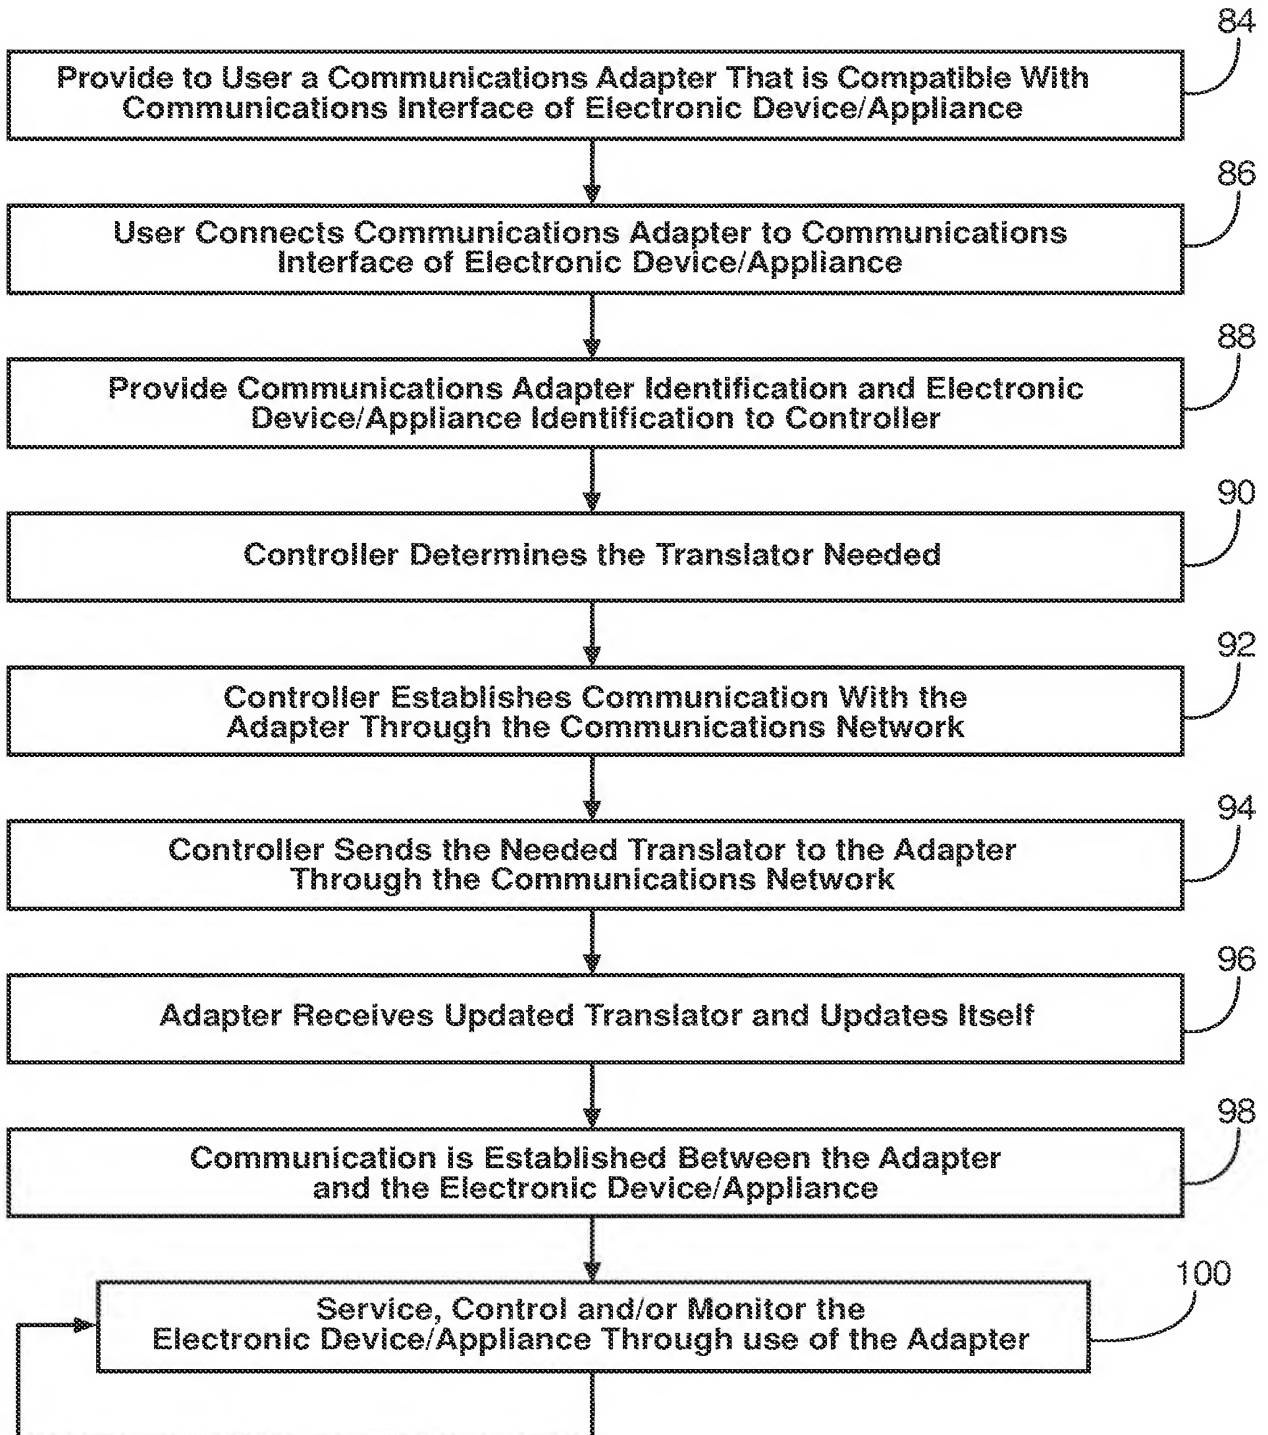 84
Provide to User a Communications Adapter That is Compatible With
Communications Interface of Electronic Device/Appliance
86
User Connects Communications Adapter to Communications
Interface of Electronic Device/Appliance
88
Provide Communications Adapter Identification and Electronic
Device/Appliance Identification to Controller
90
Controller Determines the Translator Needed
92
Controller Establishes Communication With the
Adapter Through the Communications Network
94
Controller Sends the Needed Translator to the Adapter
Through the Communications Network
96
Adapter Receives Updated Translator and Updates Itself
98
Communication is Established Between the Adapter
and the Electronic Device/Appliance
100
Service, Control and/or Monitor the
Electronic Device/Appliance Through use of the Adapter